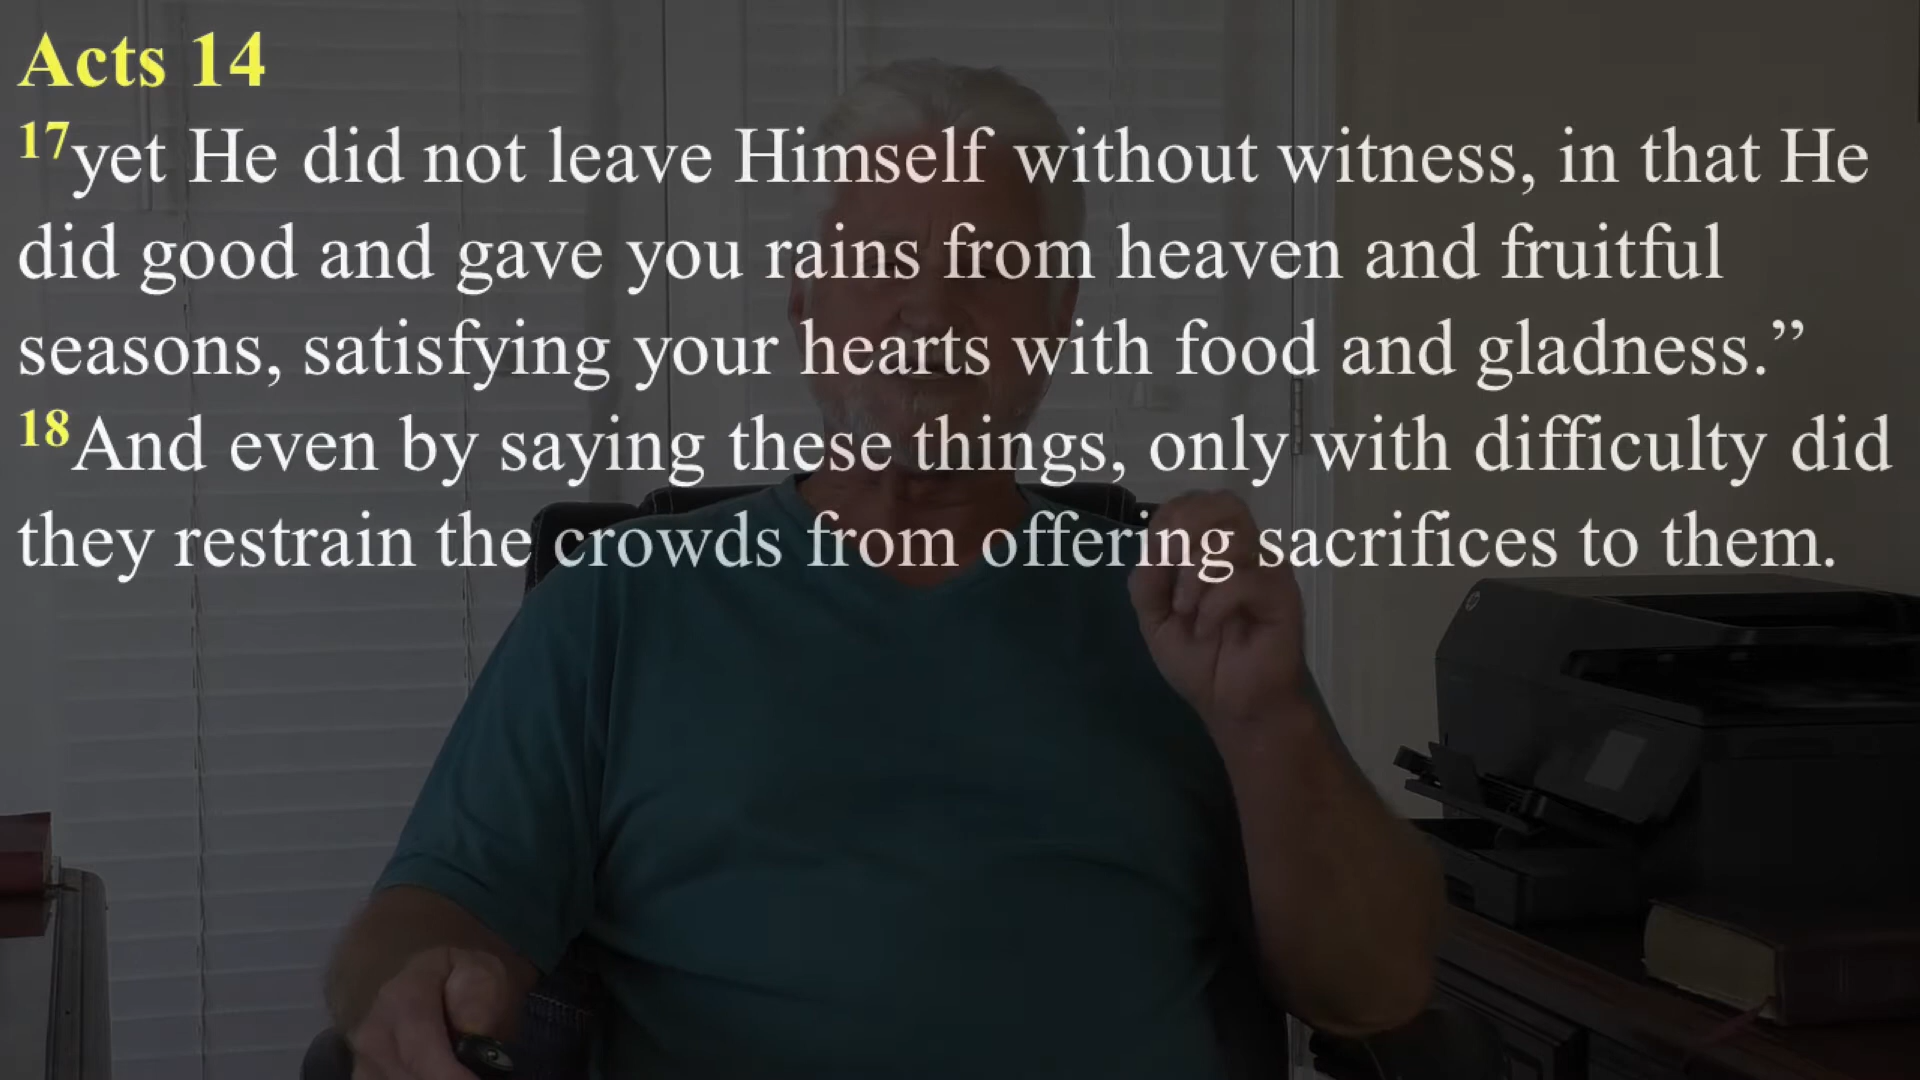 Acts 14
17yet He did not leave Himself without witness, in that He
did good and gave you rains from heaven and fruitful
seasons, satisfying your hearts with food and gladness.”
18And even by saying these things, only with difficulty did
they restrain the crowds from offering sacrifices to them.